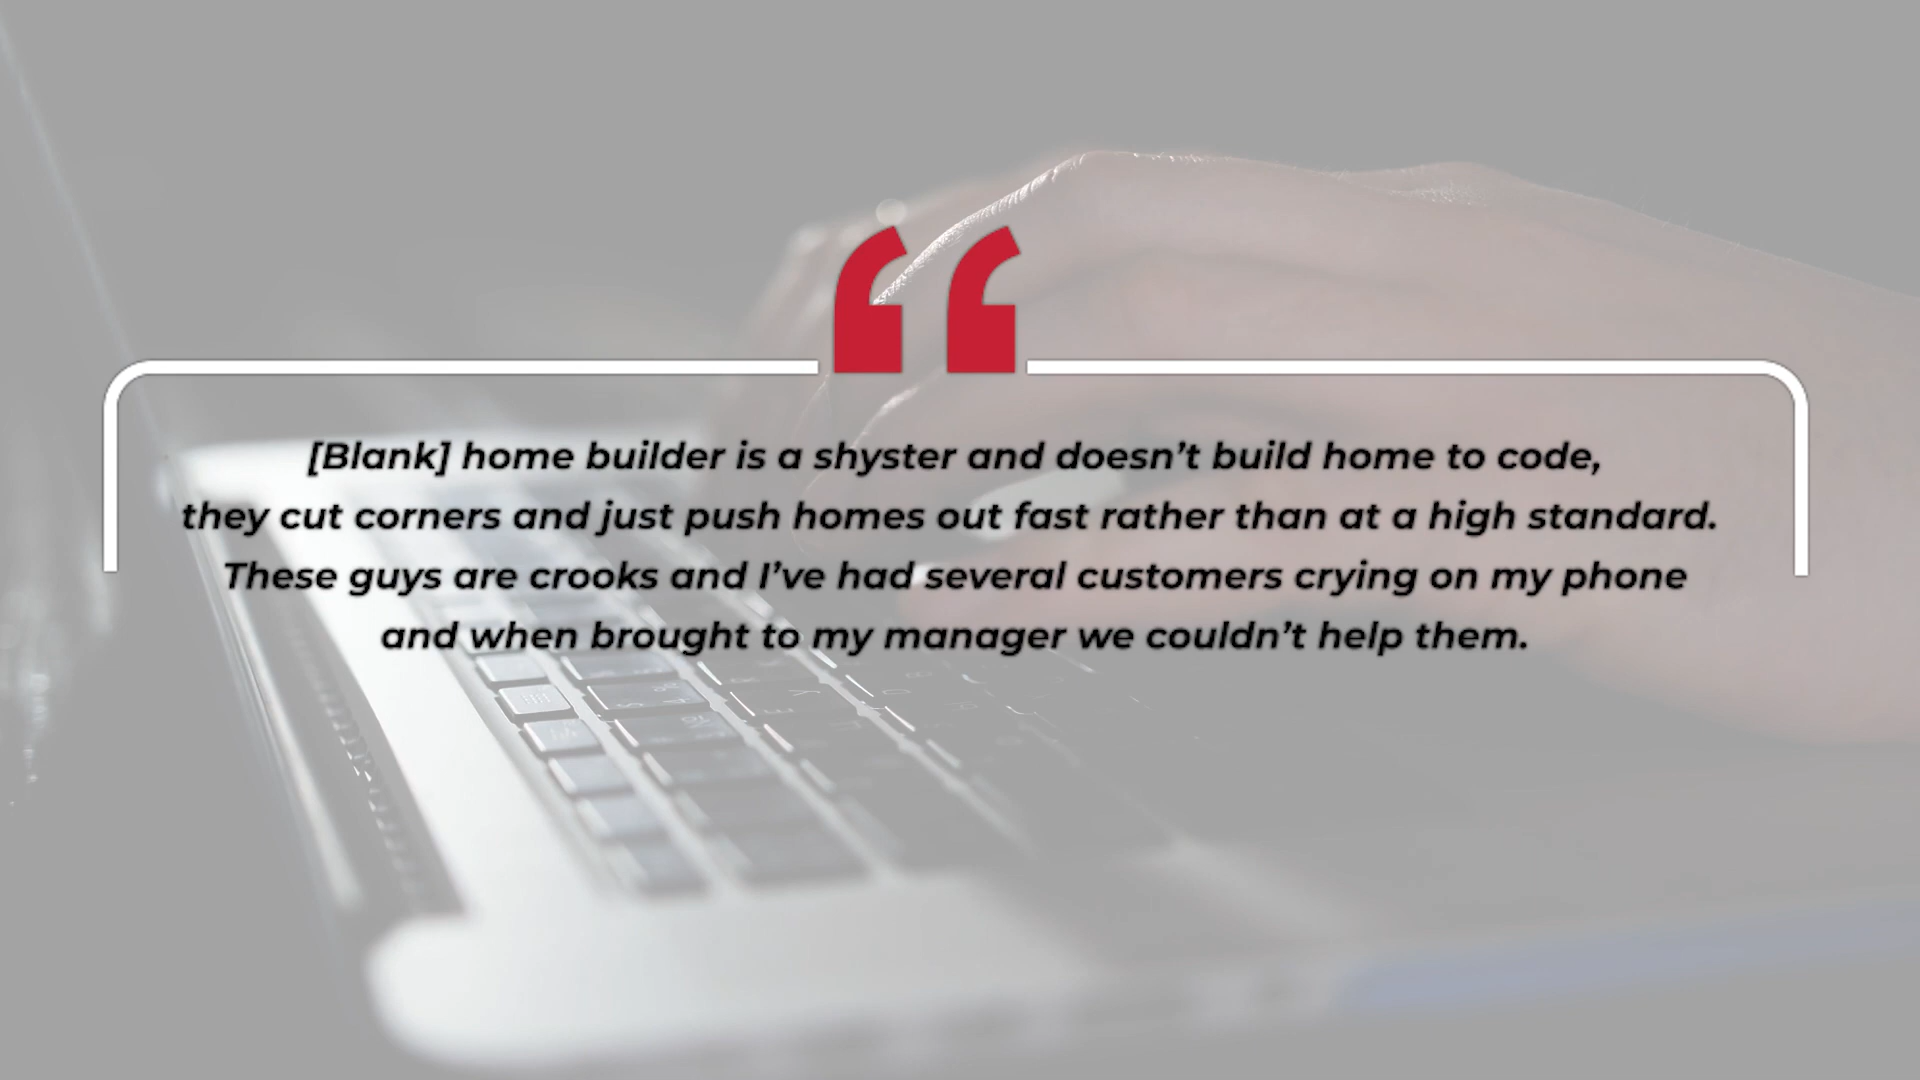 [Blank] home builder is a shyster and doesn’t build home to code,
they cut corners and just push homes out fast rather than at a high standard.
These guys are crooks and I’ve had several customers crying on my phone
and when brought to my manager we couldn’t help them.